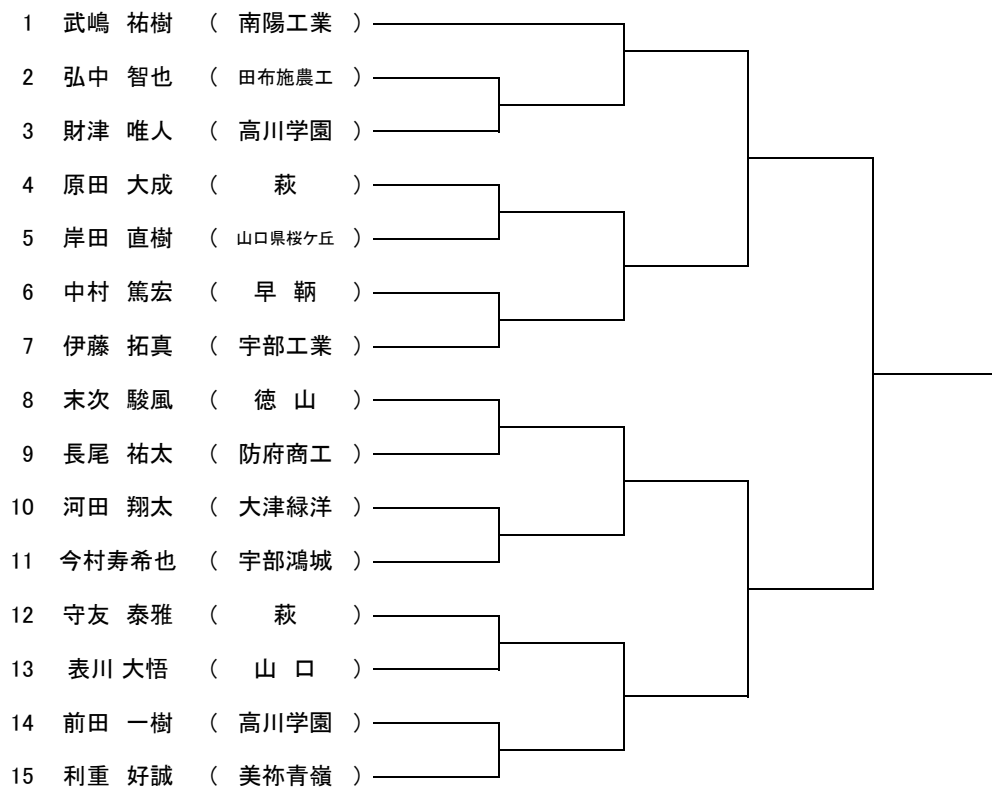 1 武嶋 祐樹 ( 南陽工業 )
2 弘中 智也 ( 田布施農工 )
3 財津 唯人 ( 高川学園 )
4 原田 大成 ( 萩 )
5 岸田 直樹 ( 山口県桜ケ丘 )
6 中村 篤宏 ( 早 鞆 )
7 伊藤 拓真 ( 宇部工業 )
8 末次 駿風 ( 徳 山 )
9 長尾 祐太 ( 防府商工 )
10 河田 翔太 ( 大津緑洋 )
11 今村寿希也 ( 宇部鴻城 )
12 守友 泰雅 ( 萩 )
13 表川 大悟 ( 山 口 )
14 前田 一樹 ( 高川学園 )
15 利重 好誠 ( 美祢青嶺 )